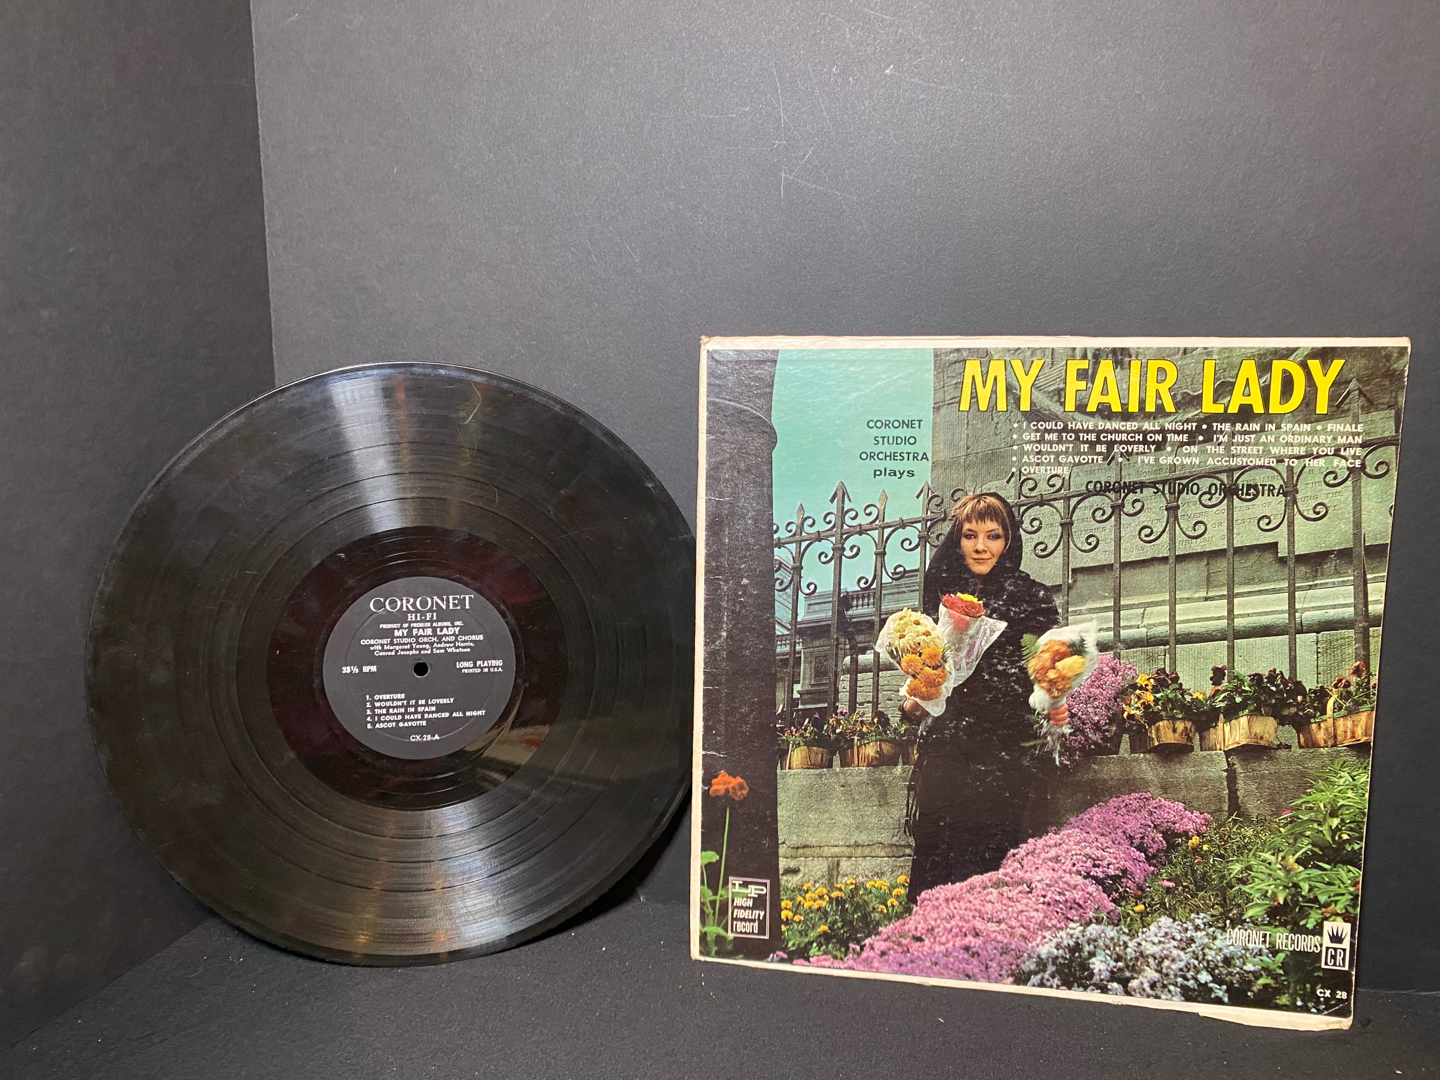 CORONET
HI-FI
PRODUCT OF PREMIER ALBUMS, INC.
MY FAIR LADY
CORONET STUDIO ORCH. AND CHORUS
with Margaret Young, Andrew Harris,
Conrad Josephs and Sam Whatson
33⅓ RPM
LONG PLAYING
PRINTED IN U.S.A.
1. OVERTURE
2. WOULDN'T IT BE LOVERLY
3. THE RAIN IN SPAIN
4. I COULD HAVE DANCED ALL NIGHT
5. ASCOT GAVOTTE
CX-28-A
MY FAIR LADY
CORONET
STUDIO
ORCHESTRA
plays
• I COULD HAVE DANCED ALL NIGHT • THE RAIN IN SPAIN • FINALE
• GET ME TO THE CHURCH ON TIME • I'M JUST AN ORDINARY MAN
WOULDN'T IT BE LOVERLY • ON THE STREET WHERE YOU LIVE
• ASCOT GAVOTTE • I'VE GROWN ACCUSTOMED TO HER FACE
OVERTURE
CORONET STUDIO ORCHESTRA
LP
HIGH
FIDELITY
record
CORONET RECORDS
CR
CX 28